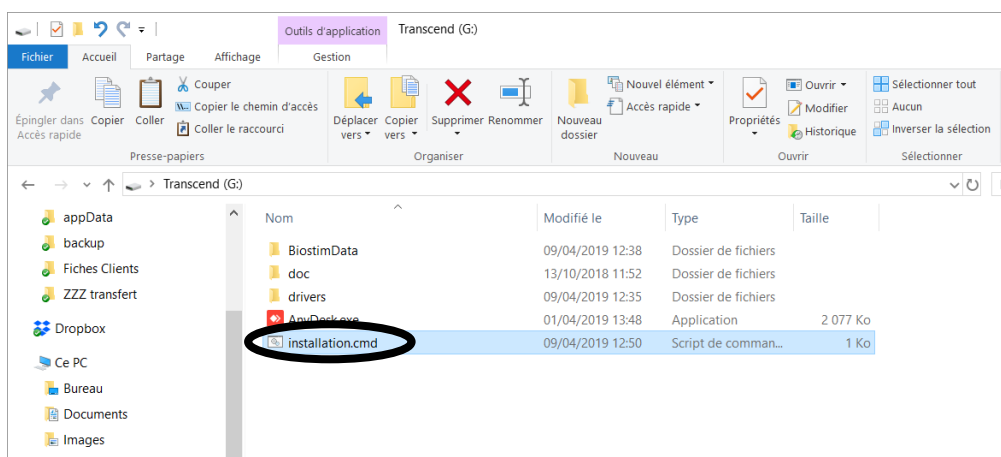 Outils d'application Transcend (G:)
Fichier Accueil Partage Affichage Gestion
Épingler dans
Accès rapide
Copier
Coller
Couper
Copier le chemin d'accès
Coller le raccourci
Presse-papiers
Déplacer
vers
Copier
vers
Supprimer
Renommer
Organiser
Nouveau
dossier
Nouvel élément
Accès rapide
Nouveau
Propriétés
Ouvrir
Modifier
Historique
Ouvrir
Sélectionner tout
Aucun
Inverser la sélection
Sélectionner
Transcend (G:)
appData
backup
Fiches Clients
ZZZ transfert
Dropbox
Ce PC
Bureau
Documents
Images
Nom Modifié le Type Taille
BiostimData 09/04/2019 12:38 Dossier de fichiers
doc 13/10/2018 11:52 Dossier de fichiers
drivers 09/04/2019 12:35 Dossier de fichiers
AnyDesk.exe 01/04/2019 13:48 Application 2 077 Ko
installation.cmd 09/04/2019 12:50 Script de comman... 1 Ko